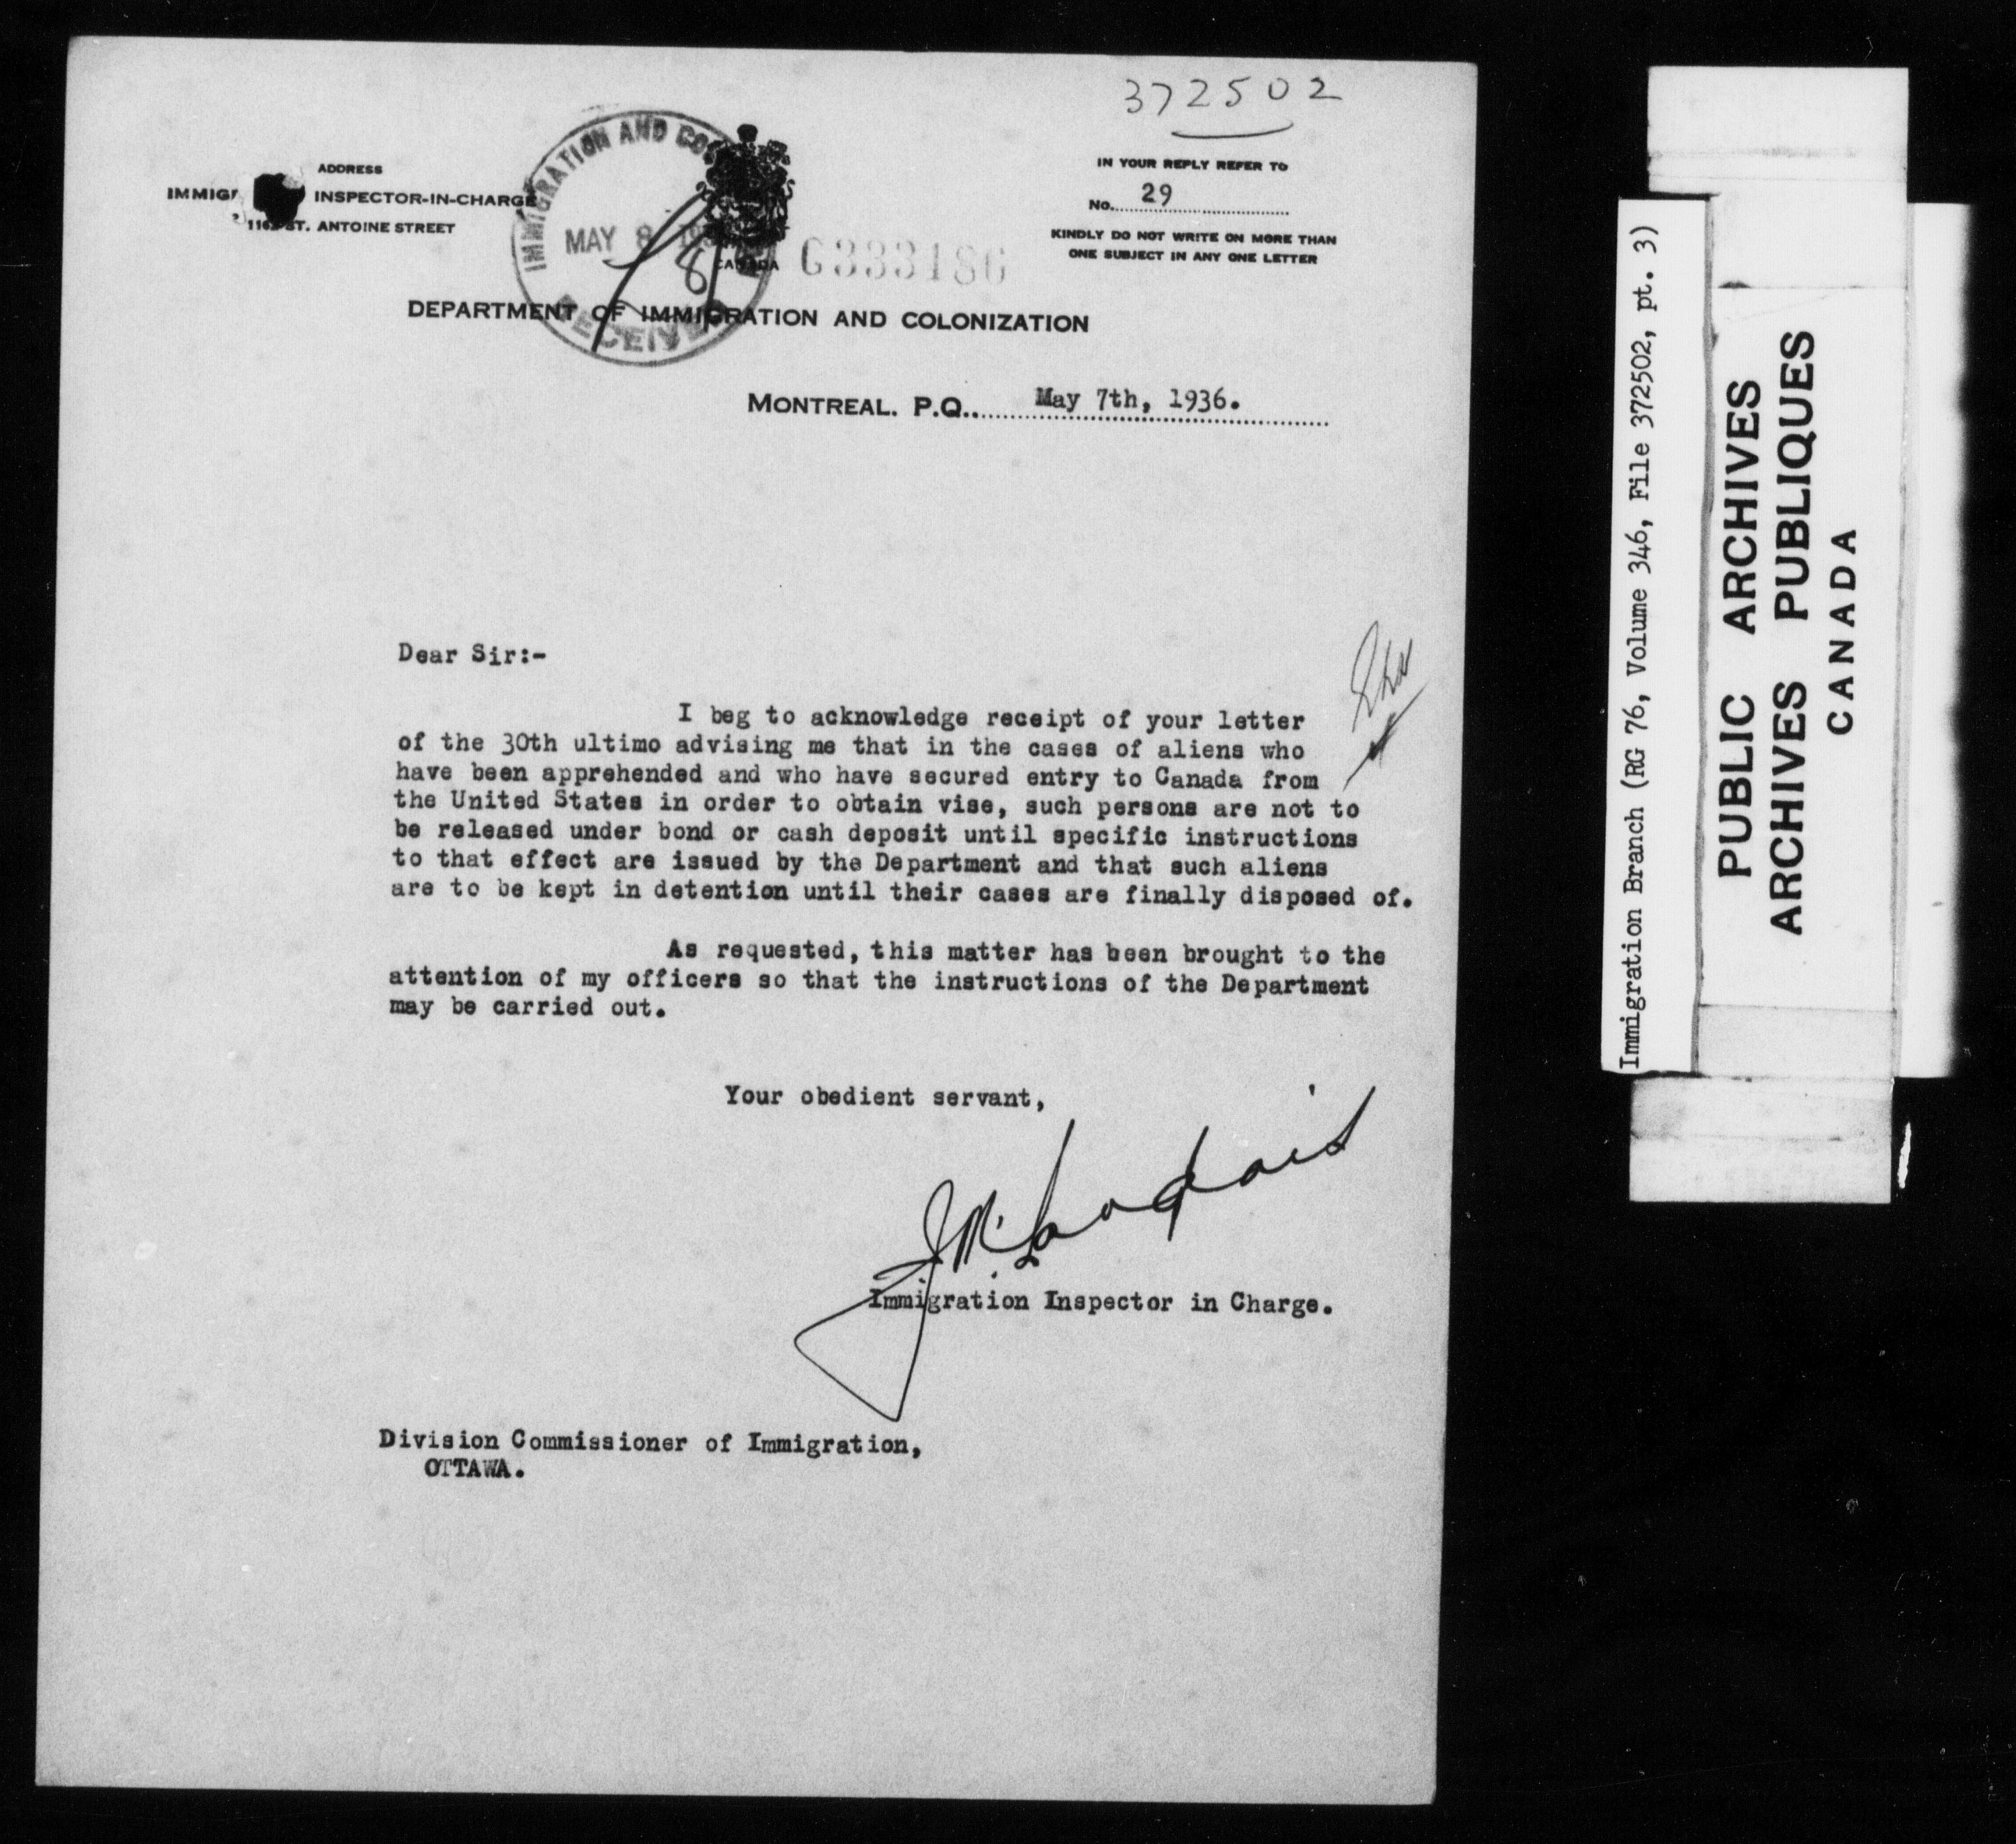 372502
ADDRESS
INSPECTOR-IN-CHARGE
ST. ANTOINE STREET
IMMIGRATION AND
MAY 8
RECEIVED
8
CANADA
G333186
IN YOUR REPLY REFER TO
No. 29
KINDLY DO NOT WRITE ON MORE THAN
ONE SUBJECT IN ANY ONE LETTER
DEPARTMENT OF IMMIGRATION AND COLONIZATION
MONTREAL. P.Q. May 7th, 1936.
Dear Sir:-
I beg to acknowledge receipt of your letter
of the 30th ultimo advising me that in the cases of aliens who
have been apprehended and who have secured entry to Canada from
the United States in order to obtain vise, such persons are not to
be released under bond or cash deposit until specific instructions
to that effect are issued by the Department and that such aliens
are to be kept in detention until their cases are finally disposed of.
As requested, this matter has been brought to the
attention of my officers so that the instructions of the Department
may be carried out.
Your obedient servant,
Immigration Inspector in Charge.
Division Commissioner of Immigration,
OTTAWA.
Immigration Branch (RG 76, Volume 346, File 372502, pt. 3)
PUBLIC ARCHIVES
ARCHIVES PUBLIQUES
CANADA